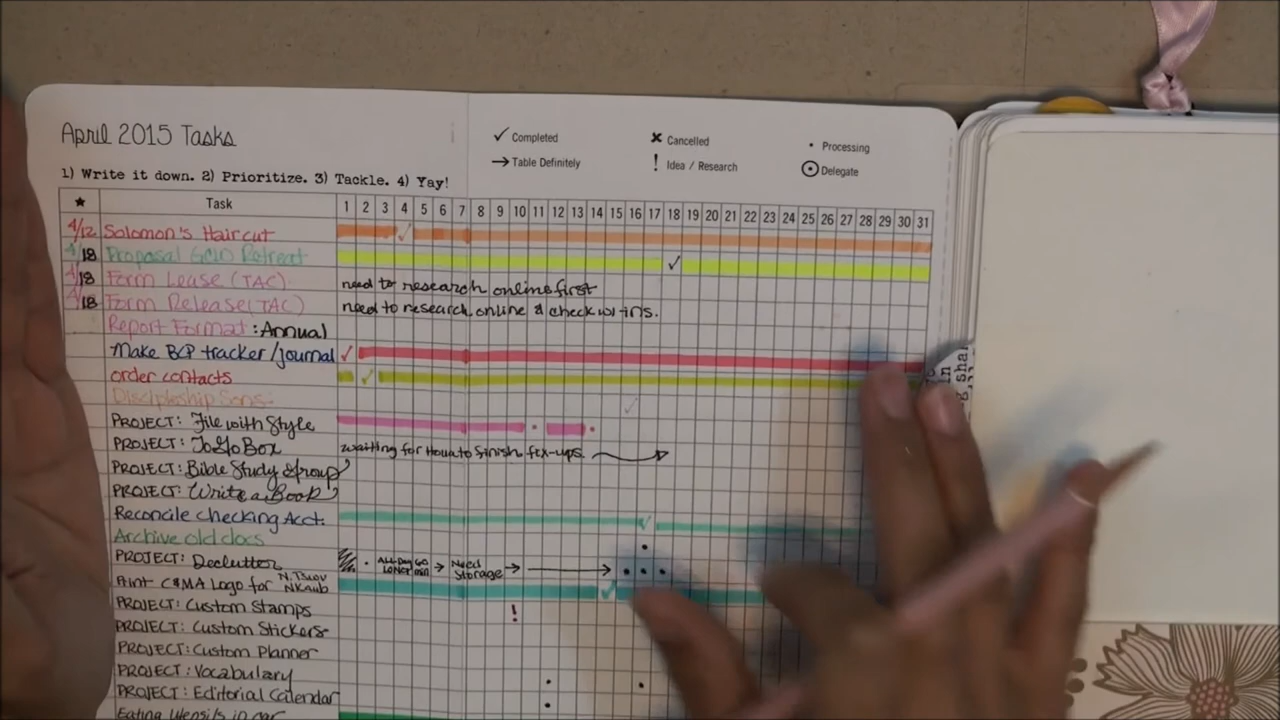 April 2015 Tasks
✓ Completed
✖ Cancelled
• Processing
→ Table Definitely
! Idea / Research
Delegate
1) Write it down. 2) Prioritize. 3) Tackle. 4) Yay!
★ Task 1 2 3 4 5 6 7 8 9 10 11 12 13 14 15 16 17 18 19 20 21 22 23 24 25 26 27 28 29 30 31
4/12 Solomon's Haircut
4/18 Proposal Retreat
4/18 Form Lease (TAC) need to research online first
4/18 Form Release (TAC) need to research online & check w/
Report Format: Annual
Make BCP tracker/journal
order contacts
Discipleship Sons
PROJECT: File with Style
PROJECT: Box waiting for to finish fix-ups.
PROJECT: Bible Study Group
PROJECT: Write a Book
Reconcile Checking Acct.
Archive old docs
PROJECT: Declutter Need Storage
Print C&MA Logo for
PROJECT: Custom Stamps !
PROJECT: Custom Stickers
PROJECT: Custom Planner
PROJECT: Vocabulary
PROJECT: Editorial Calendar
Eating Utensils in car